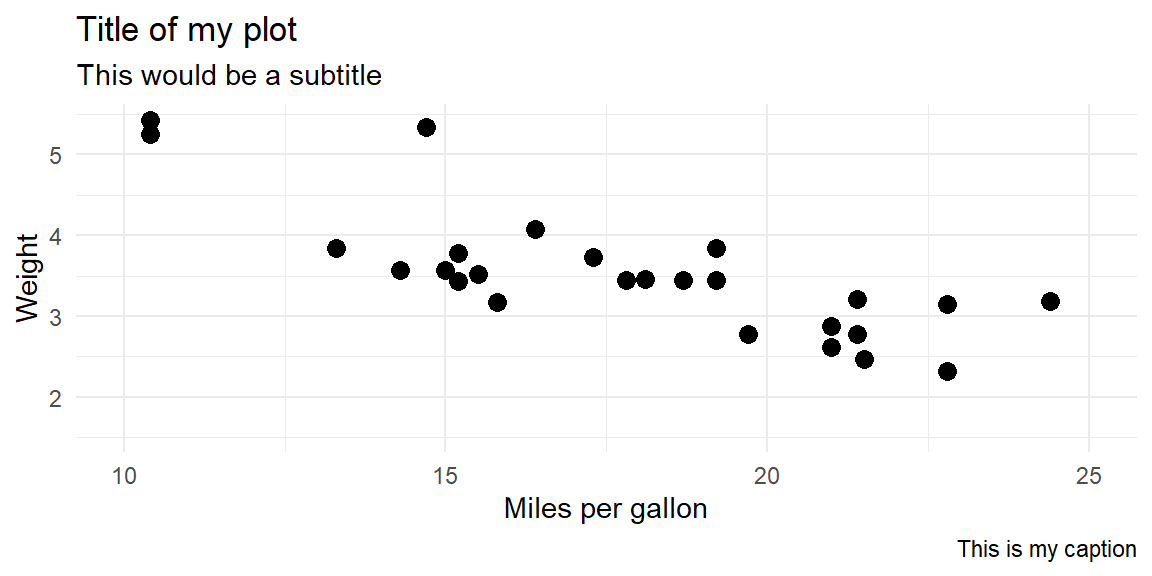 Title of my plot
This would be a subtitle
5
4
3
2
Weight
10 15 20 25
Miles per gallon
This is my caption